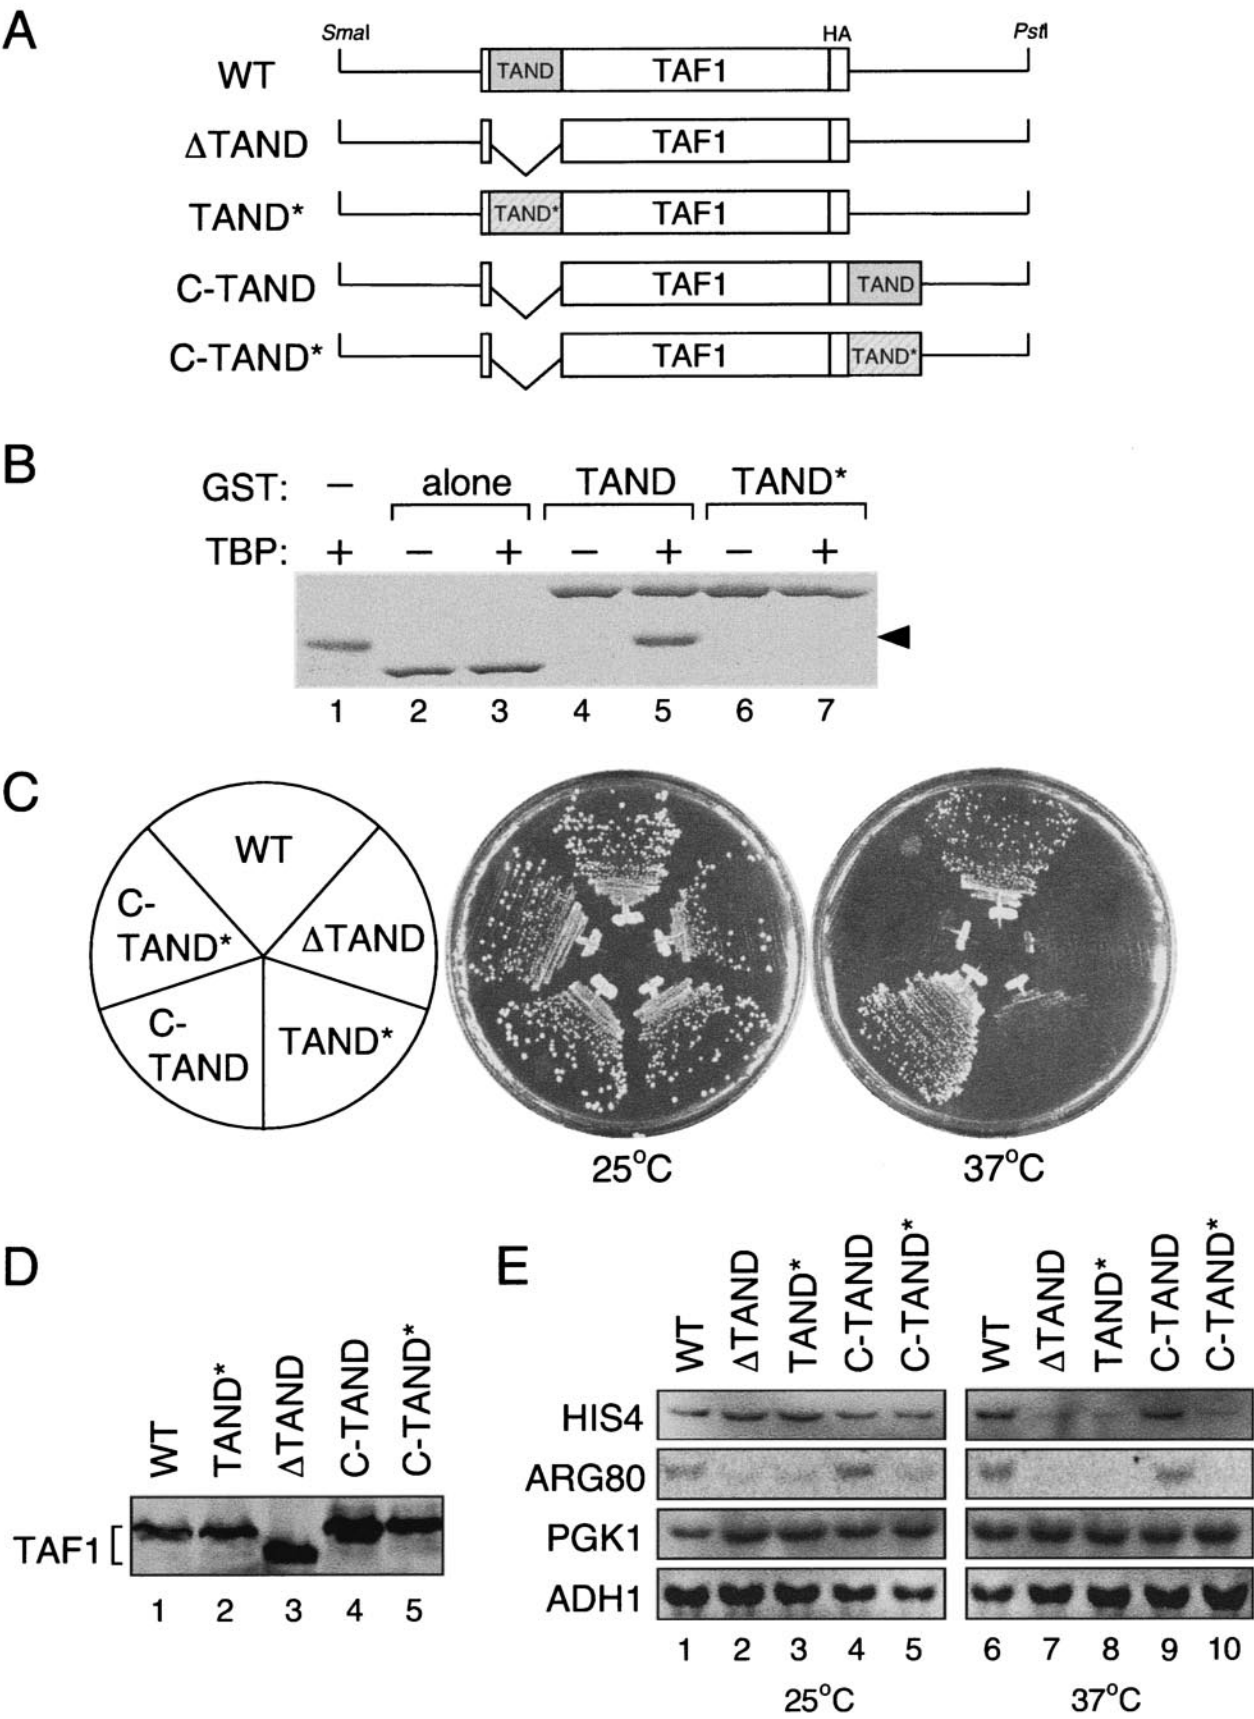 A
SmaI HA PstI
WT TAND TAF1
ΔTAND TAF1
TAND* TAND* TAF1
C-TAND TAF1 TAND
C-TAND* TAF1 TAND*
B
GST: – alone TAND TAND*
TBP: + – + – + – +
1 2 3 4 5 6 7
C
WT
C-TAND*
ΔTAND
C-TAND
TAND*
25°C 37°C
D
WT TAND* ΔTAND C-TAND C-TAND*
TAF1
1 2 3 4 5
E
WT ΔTAND TAND* C-TAND C-TAND* WT ΔTAND TAND* C-TAND C-TAND*
HIS4
ARG80
PGK1
ADH1
1 2 3 4 5 6 7 8 9 10
25°C 37°C